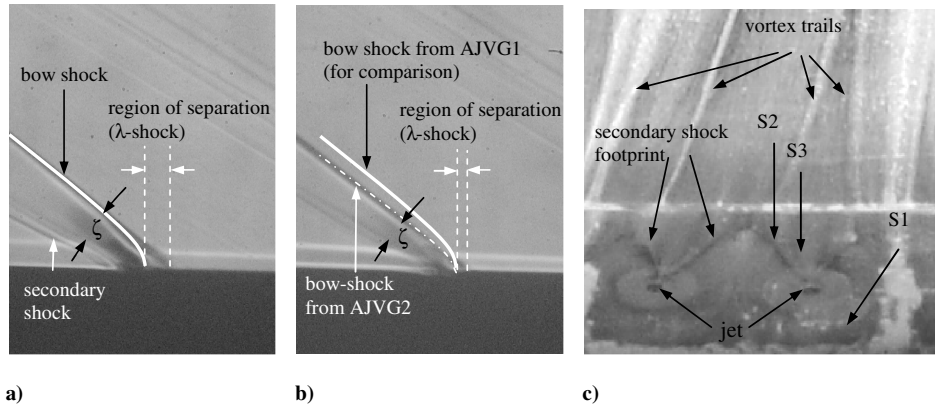 bow shock
region of separation
(λ-shock)
ζ
secondary
shock
a)
bow shock from AJVG1
(for comparison)
region of separation
(λ-shock)
ζ
bow-shock
from AJVG2
b)
vortex trails
S2
secondary shock
footprint
S3
S1
jet
c)